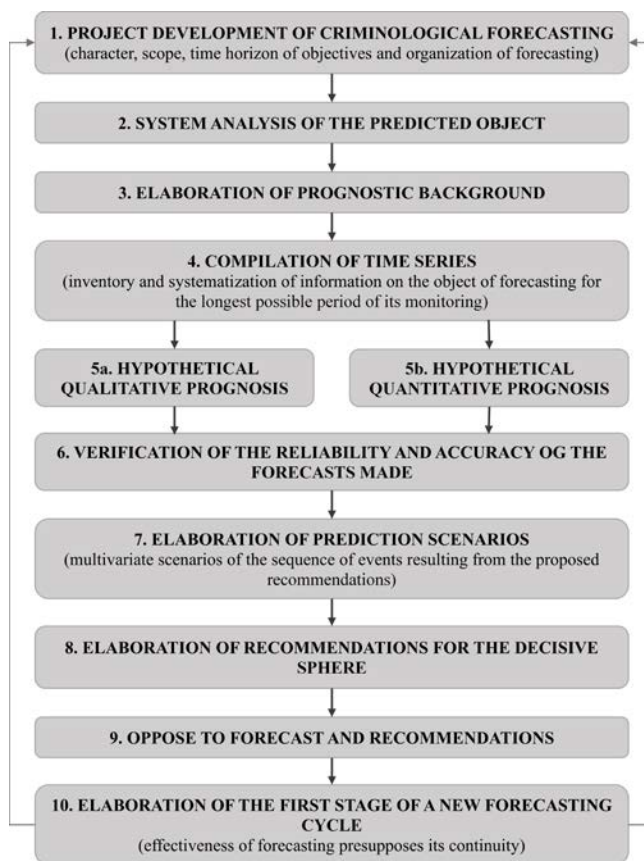 1. PROJECT DEVELOPMENT OF CRIMINOLOGICAL FORECASTING
(character, scope, time horizon of objectives and organization of forecasting)
2. SYSTEM ANALYSIS OF THE PREDICTED OBJECT
3. ELABORATION OF PROGNOSTIC BACKGROUND
4. COMPILATION OF TIME SERIES
(inventory and systematization of information on the object of forecasting for
the longest possible period of its monitoring)
5a. HYPOTHETICAL
QUALITATIVE PROGNOSIS
5b. HYPOTHETICAL
QUANTITATIVE PROGNOSIS
6. VERIFICATION OF THE RELIABILITY AND ACCURACY OG THE
FORECASTS MADE
7. ELABORATION OF PREDICTION SCENARIOS
(multivariate scenarios of the sequence of events resulting from the proposed
recommendations)
8. ELABORATION OF RECOMMENDATIONS FOR THE DECISIVE
SPHERE
9. OPPOSE TO FORECAST AND RECOMMENDATIONS
10. ELABORATION OF THE FIRST STAGE OF A NEW FORECASTING
CYCLE
(effectiveness of forecasting presupposes its continuity)